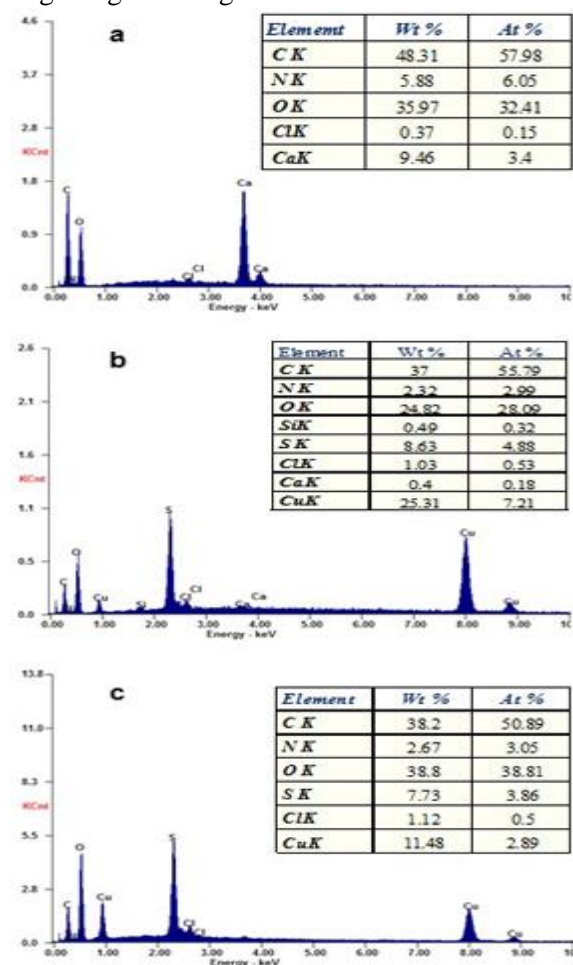 a
Elememt Wt % At %
C K 48.31 57.98
N K 5.88 6.05
O K 35.97 32.41
ClK 0.37 0.15
CaK 9.46 3.4
4.6
3.7
2.8
KCnt
1.8
0.9
0.0
C
O
Ca
Cl
Cl
Ca
0.00 1.00 2.00 3.00 4.00 5.00 6.00 7.00 8.00 9.00 10
Energy - keV
b
Element Wt % At %
C K 37 55.79
N K 2.32 2.99
O K 24.82 28.09
SiK 0.49 0.32
S K 8.63 4.88
ClK 1.03 0.53
CaK 0.4 0.18
CuK 25.31 7.21
2.6
2.1
1.6
KCnt
1.1
0.5
0.0
C
O
Cu
Si
S
Cl
Cl
Ca
Ca
Cu
Cu
0.00 1.00 2.00 3.00 4.00 5.00 6.00 7.00 8.00 9.00 10
Energy - keV
c
Element Wt % At %
C K 38.2 50.89
N K 2.67 3.05
O K 38.8 38.81
S K 7.73 3.86
ClK 1.12 0.5
CuK 11.48 2.89
13.8
11.0
8.3
KCnt
5.5
2.8
0.0
C
O
Cu
S
Cl
Cl
Cu
Cu
0.00 1.00 2.00 3.00 4.00 5.00 6.00 7.00 8.00 9.00 10
Energy - keV